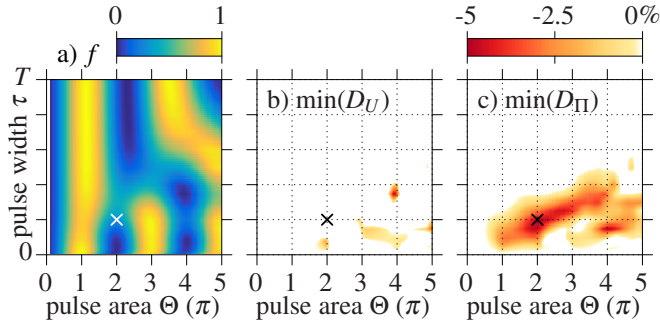 0 1 -5 -2.5 0%
a) f
T
b) min(D_U) c) min(D_Π)
pulse width τ
0
0 1 2 3 4 5 0 1 2 3 4 5 0 1 2 3 4 5
pulse area Θ (π) pulse area Θ (π) pulse area Θ (π)